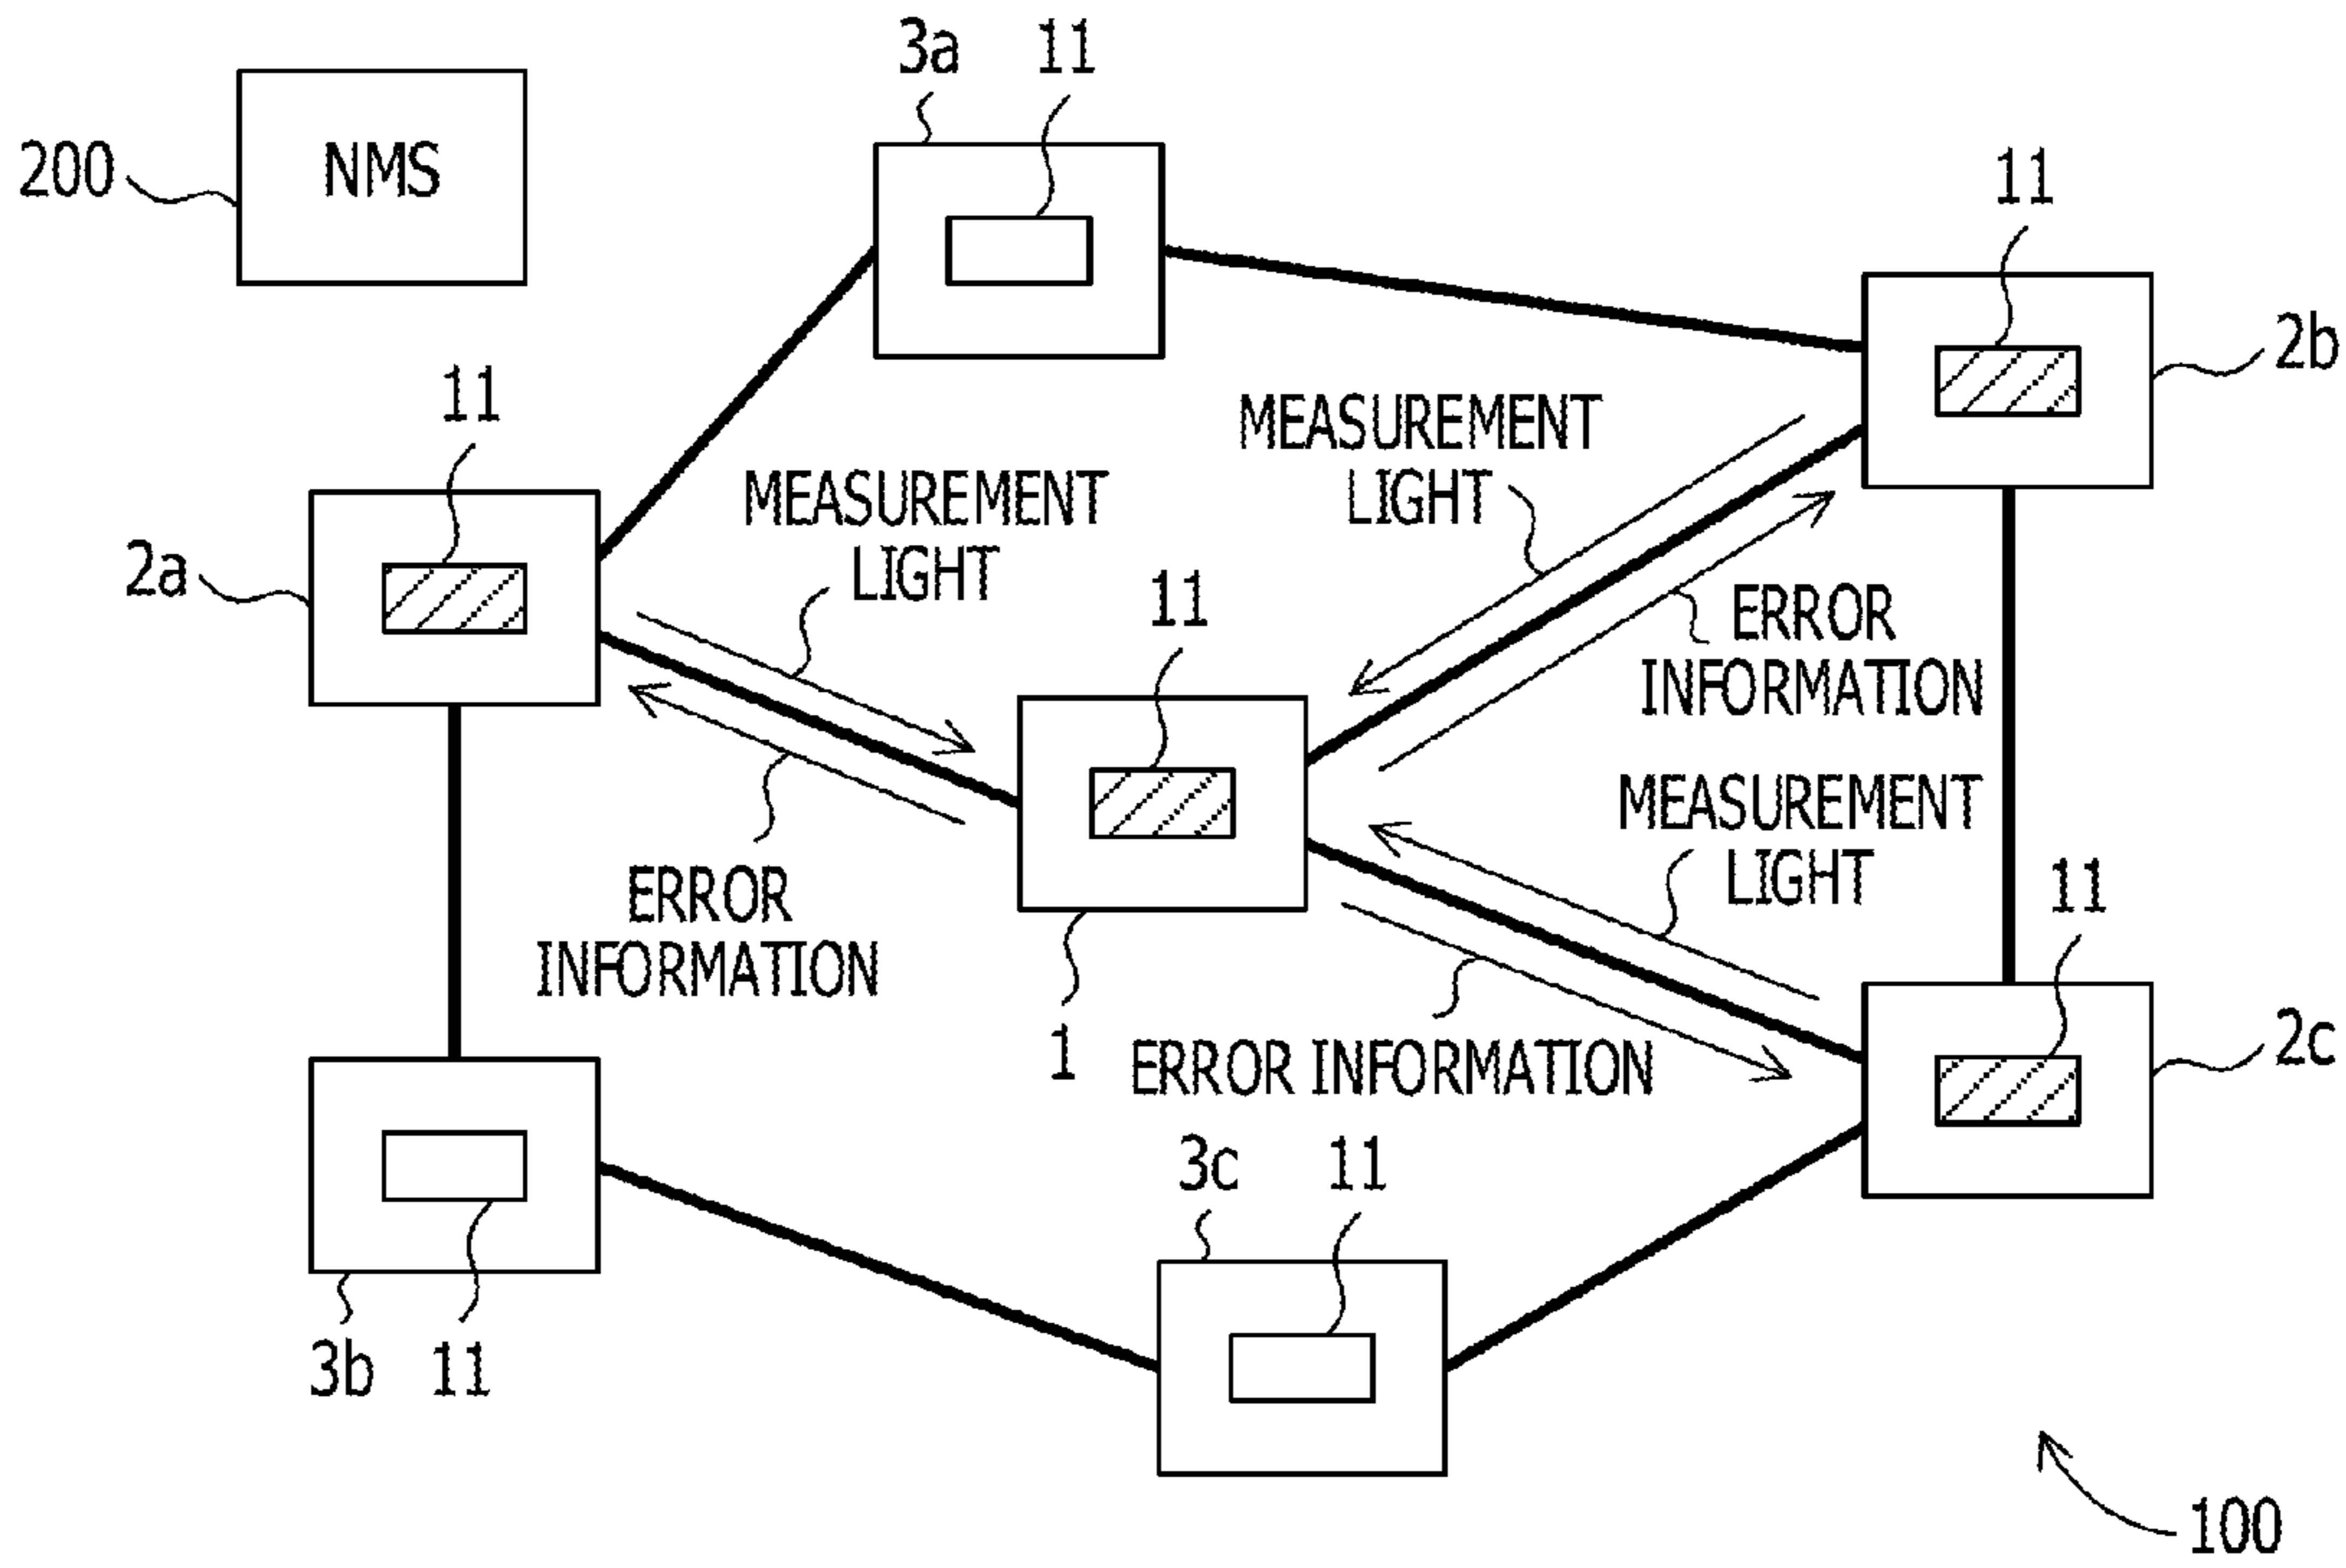 3a
11
NMS
200
11
2b
11
MEASUREMENT
LIGHT
MEASUREMENT
LIGHT
2a
11
ERROR
INFORMATION
MEASUREMENT
LIGHT
11
ERROR
INFORMATION
2c
1
ERROR INFORMATION
3c
11
3b
11
100